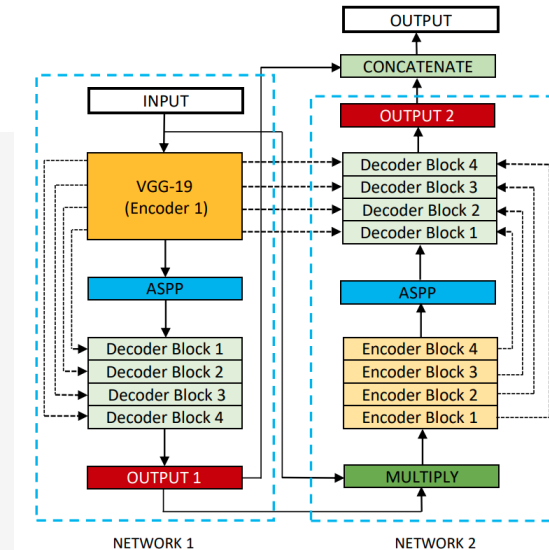 OUTPUT
CONCATENATE
INPUT
OUTPUT 2
VGG-19
(Encoder 1)
Decoder Block 4
Decoder Block 3
Decoder Block 2
Decoder Block 1
ASPP
ASPP
Decoder Block 1
Decoder Block 2
Decoder Block 3
Decoder Block 4
Encoder Block 4
Encoder Block 3
Encoder Block 2
Encoder Block 1
OUTPUT 1
MULTIPLY
NETWORK 1
NETWORK 2